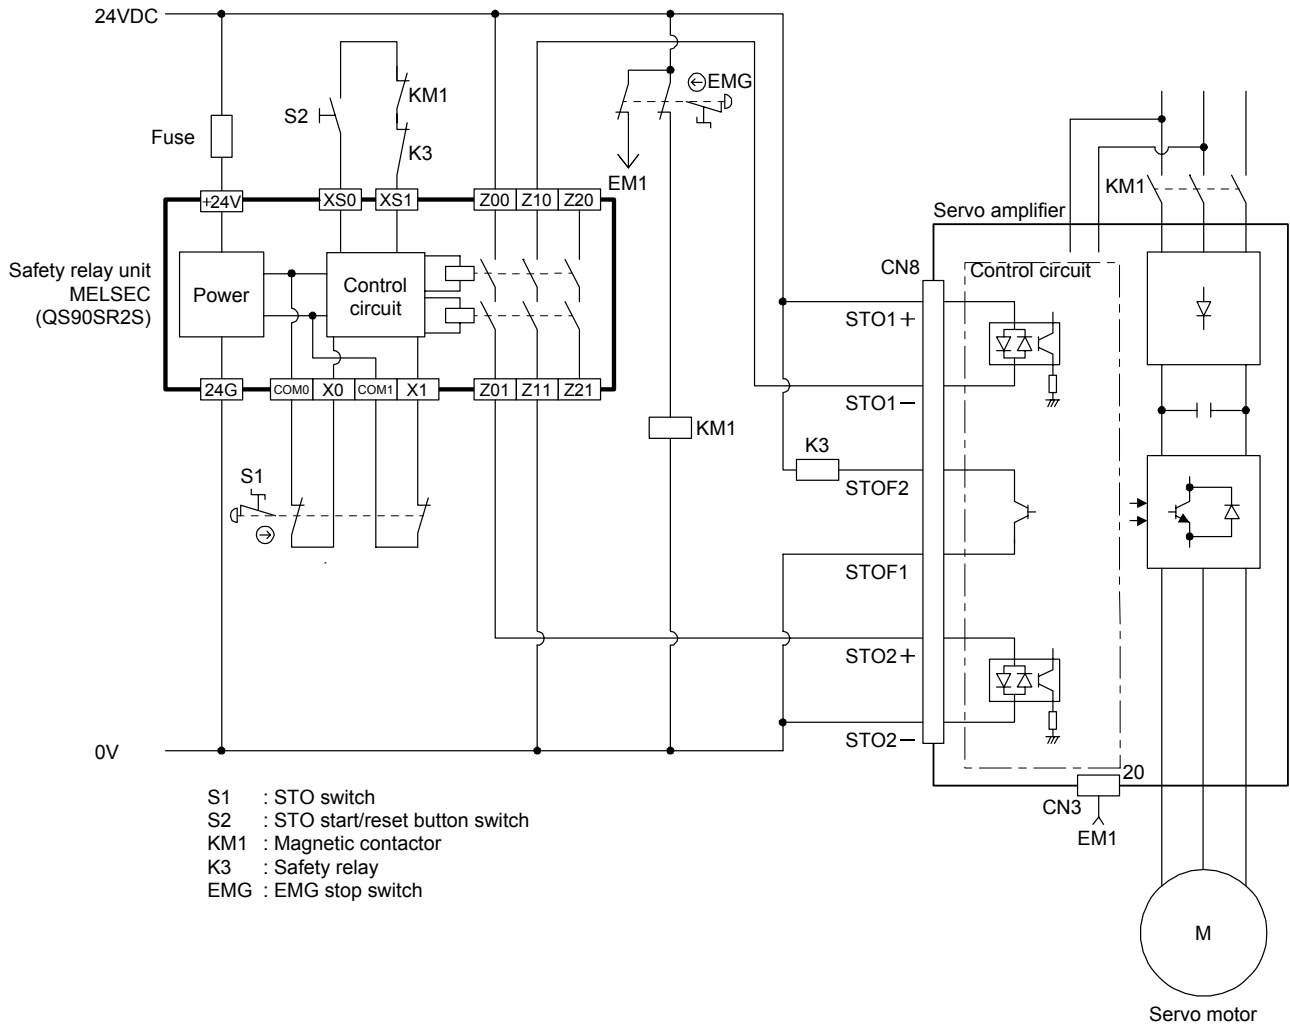 24VDC
EMG
KM1
S2
Fuse
K3
EM1
KM1
+24V
XS0
XS1
Z00
Z10
Z20
Servo amplifier
Safety relay unit
MELSEC
(QS90SR2S)
Power
Control
circuit
CN8
Control circuit
STO1+
24G
COM0
X0
COM1
X1
Z01
Z11
Z21
STO1−
KM1
K3
S1
STOF2
STOF1
STO2+
STO2−
0V
20
CN3
EM1
S1 : STO switch
S2 : STO start/reset button switch
KM1 : Magnetic contactor
K3 : Safety relay
EMG : EMG stop switch
M
Servo motor